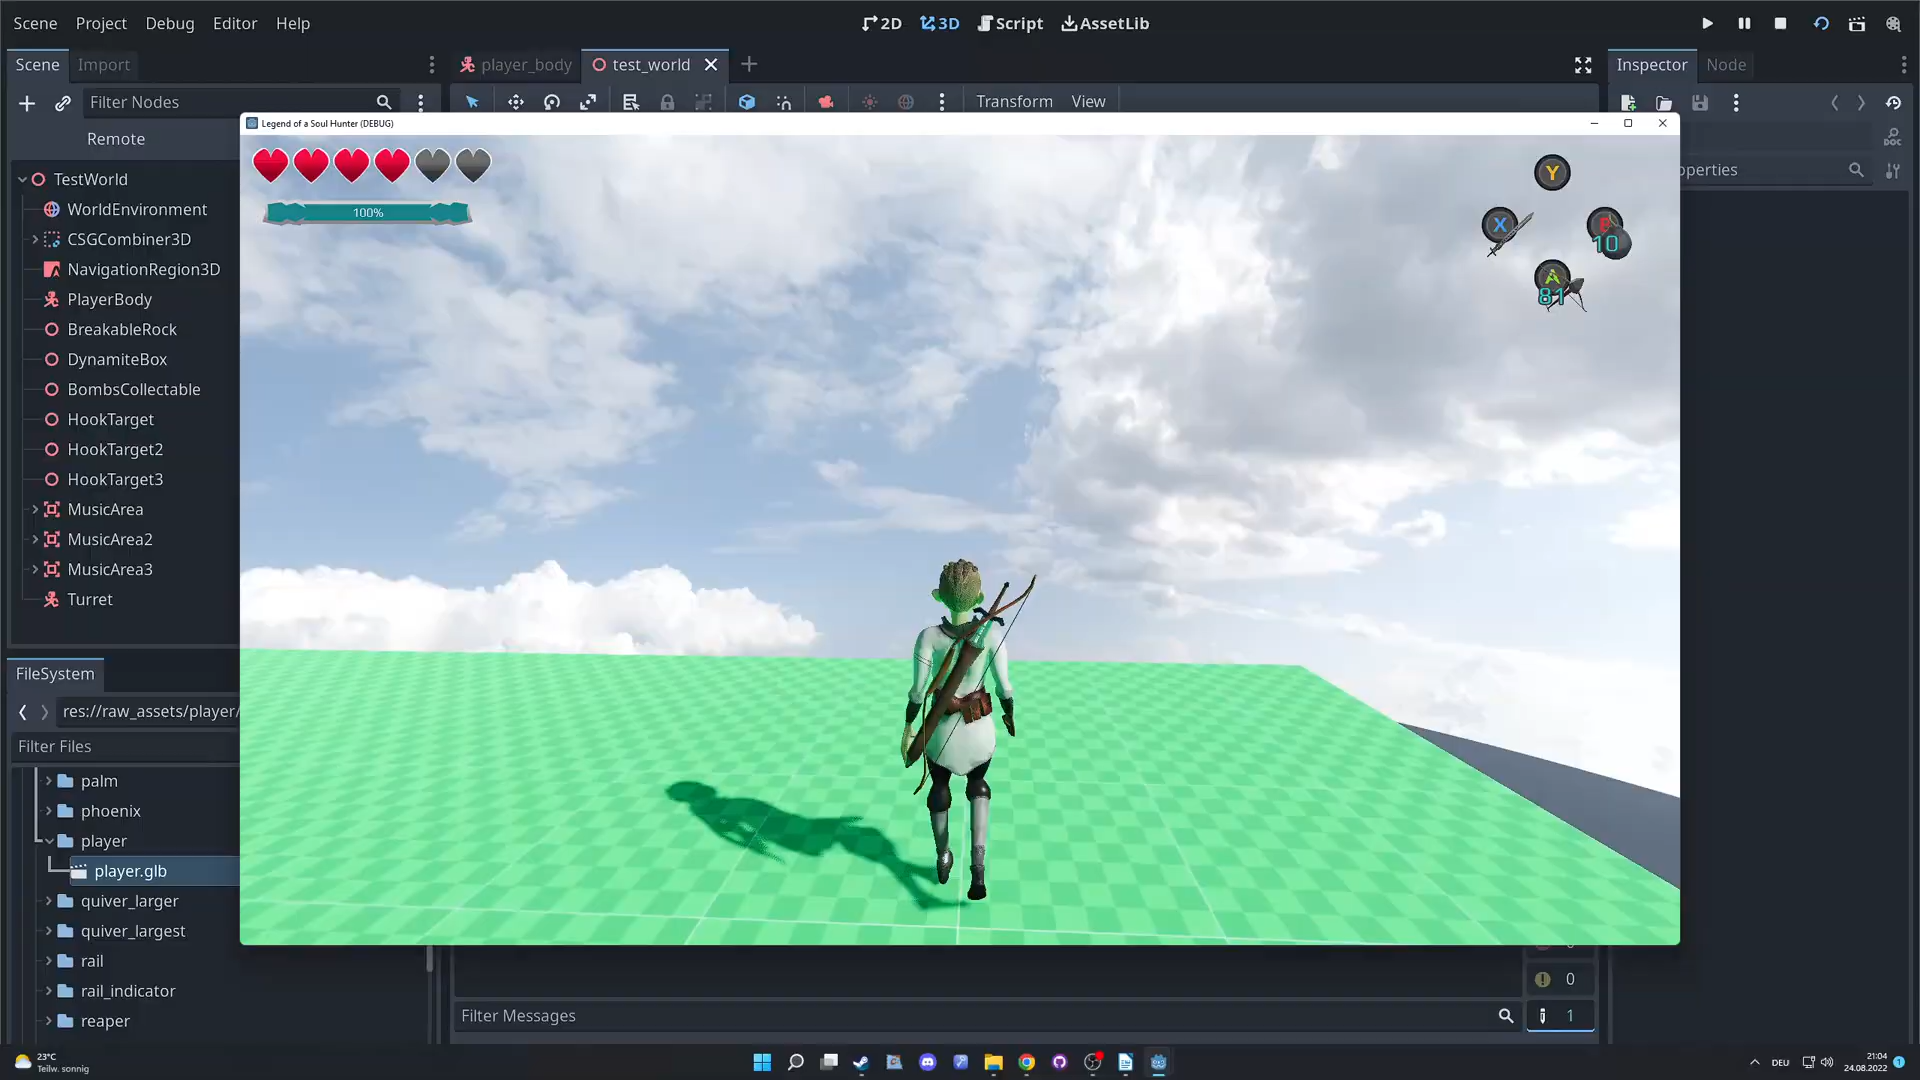 Scene Project Debug Editor Help
2D 3D Script AssetLib
Scene Import
player_body test_world
Inspector Node
Filter Nodes
Transform View
Remote
Legend of a Soul Hunter (DEBUG)
TestWorld
WorldEnvironment
CSGCombiner3D
NavigationRegion3D
PlayerBody
BreakableRock
DynamiteBox
BombsCollectable
HookTarget
HookTarget2
HookTarget3
MusicArea
MusicArea2
MusicArea3
Turret
100%
Y
X
B
10
A
81
operties
DOC
FileSystem
res://raw_assets/player/
Filter Files
palm
phoenix
player
player.glb
quiver_larger
quiver_largest
rail
rail_indicator
reaper
0
Filter Messages
1
23°C
Teilw. sonnig
DEU
21:04
24.08.2022
1